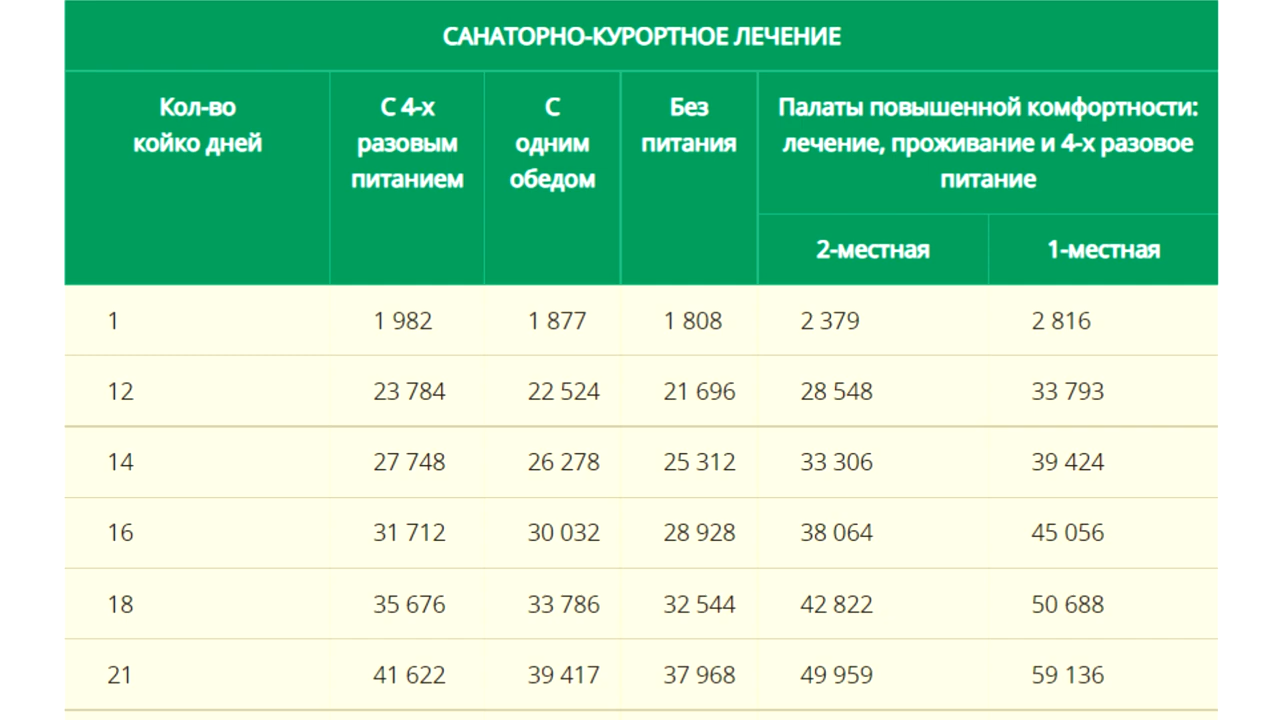 САНАТОРНО-КУРОРТНОЕ ЛЕЧЕНИЕ
Кол-во
койко дней
С 4-х
разовым
питанием
С
одним
обедом
Без
питания
Палаты повышенной комфортности:
лечение, проживание и 4-х разовое
питание
2-местная 1-местная
1 1 982 1 877 1 808 2 379 2 816
12 23 784 22 524 21 696 28 548 33 793
14 27 748 26 278 25 312 33 306 39 424
16 31 712 30 032 28 928 38 064 45 056
18 35 676 33 786 32 544 42 822 50 688
21 41 622 39 417 37 968 49 959 59 136